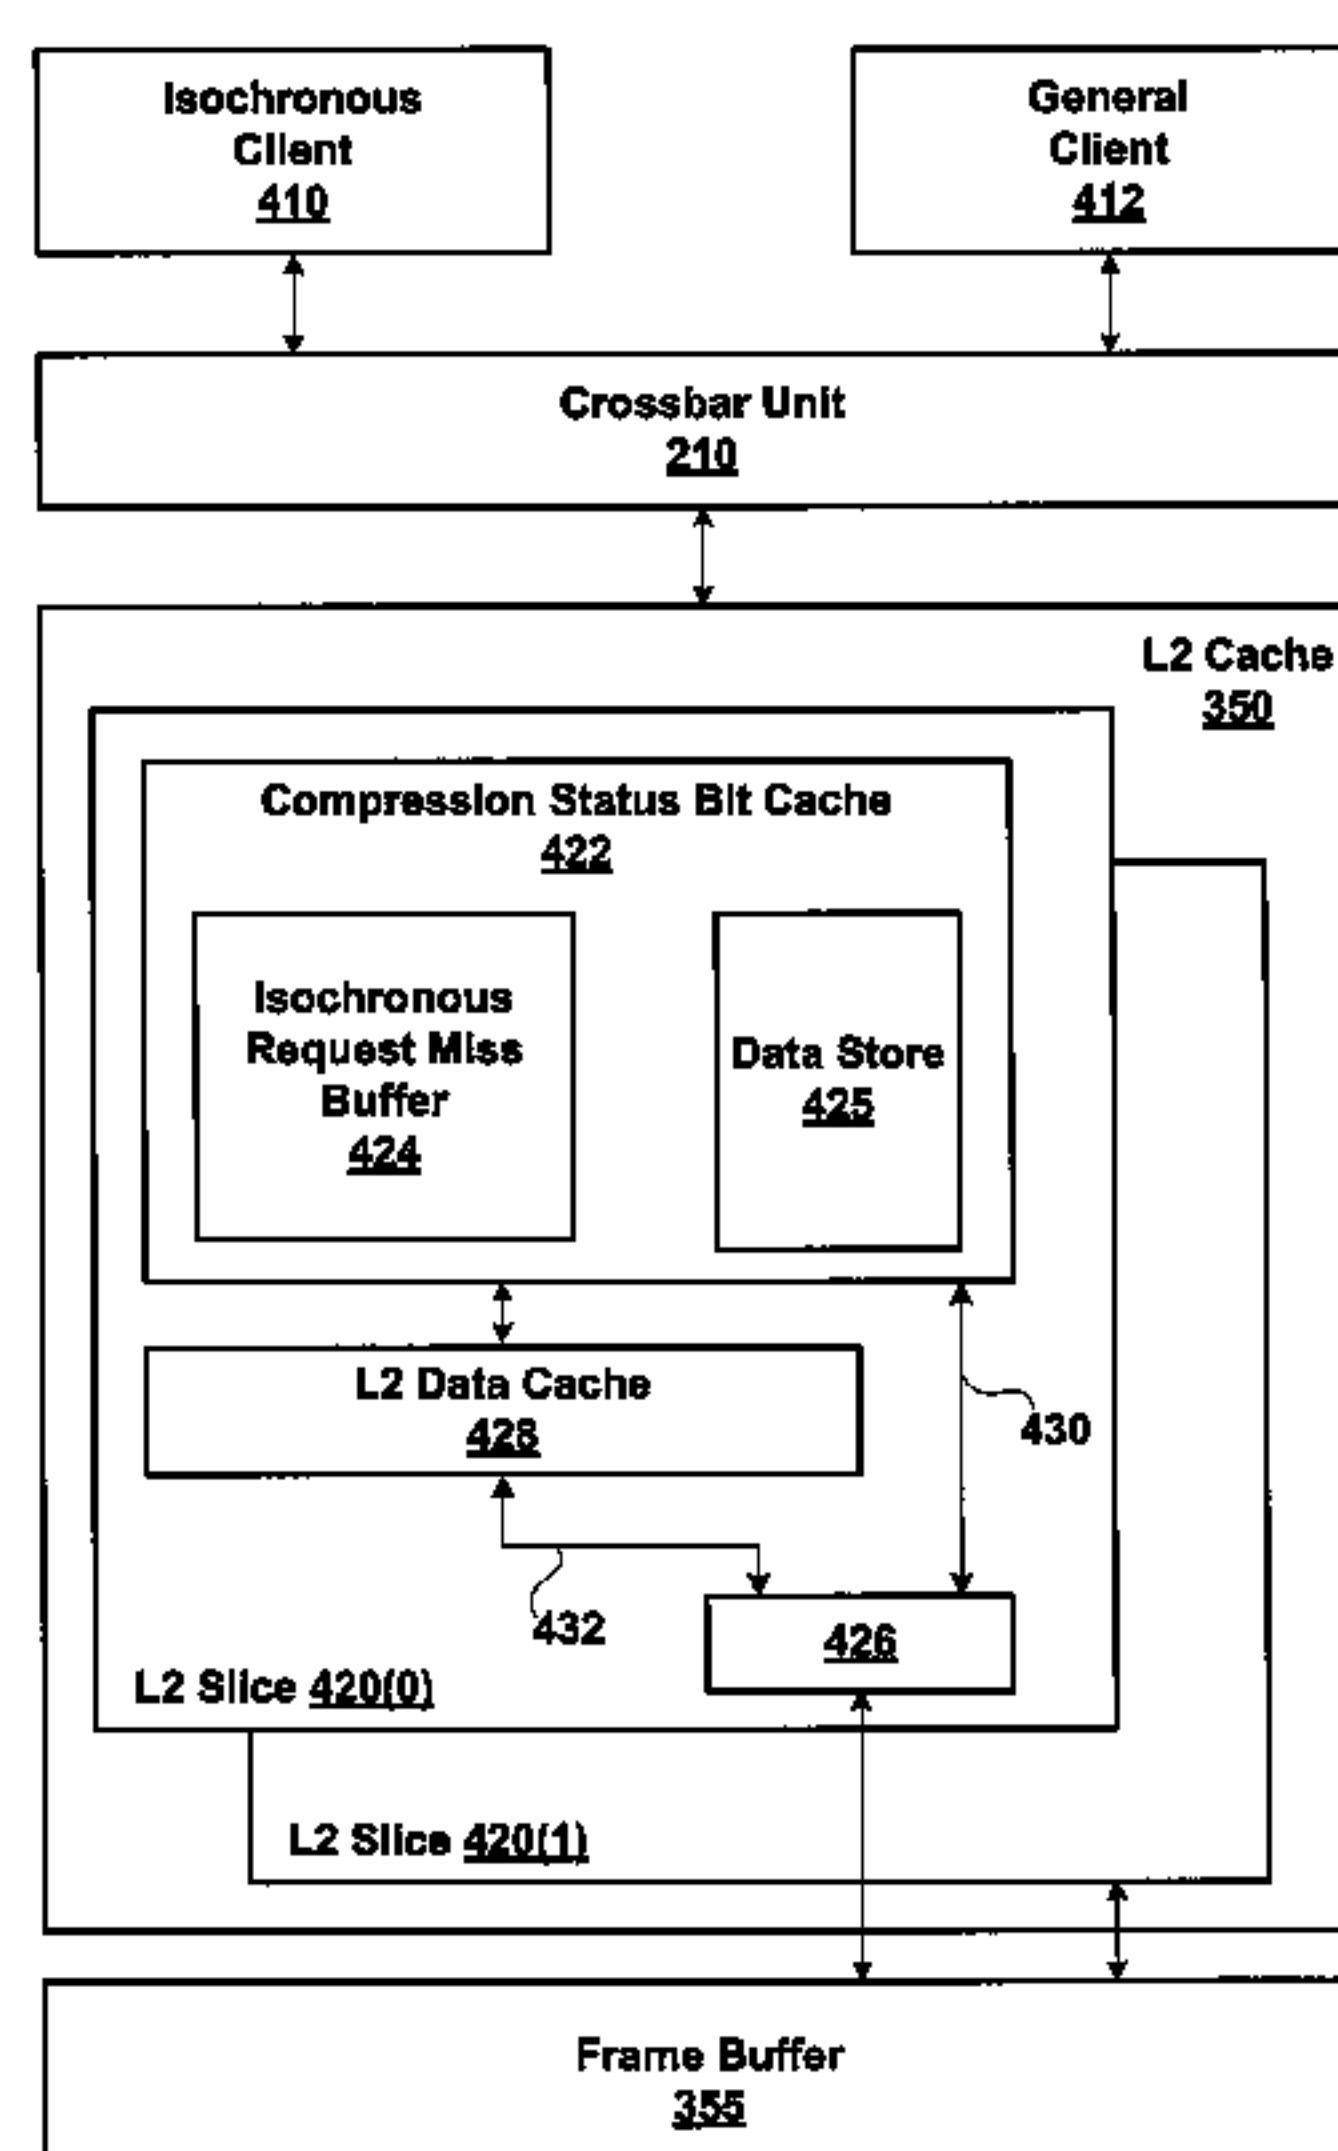 Isochronous
Client
410
General
Client
412
Crossbar Unit
210
L2 Cache
350
Compression Status Bit Cache
422
Isochronous
Request Miss
Buffer
424
Data Store
425
L2 Data Cache
428
430
432
426
L2 Slice 420(0)
L2 Slice 420(1)
Frame Buffer
355